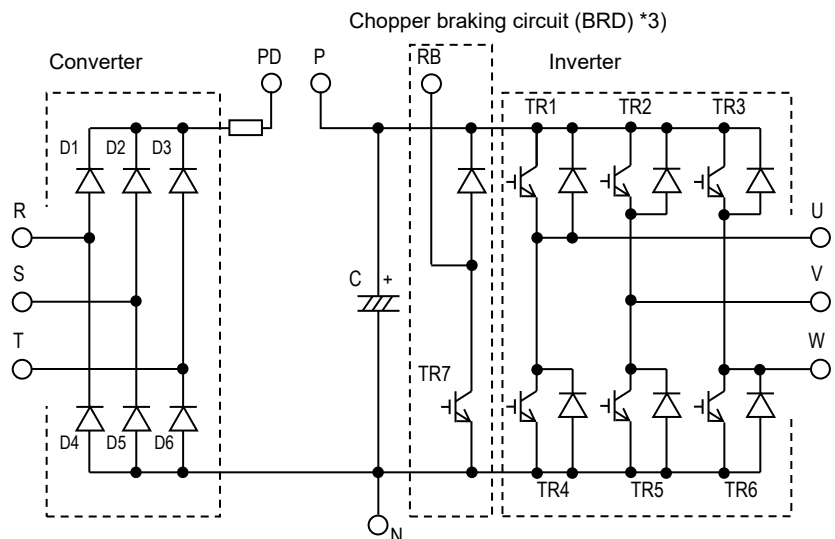 Chopper braking circuit (BRD) *3)
Converter
PD
P
RB
Inverter
TR1
TR2
TR3
D1
D2
D3
R
U
S
C
+
V
T
W
TR7
D4
D5
D6
TR4
TR5
TR6
N